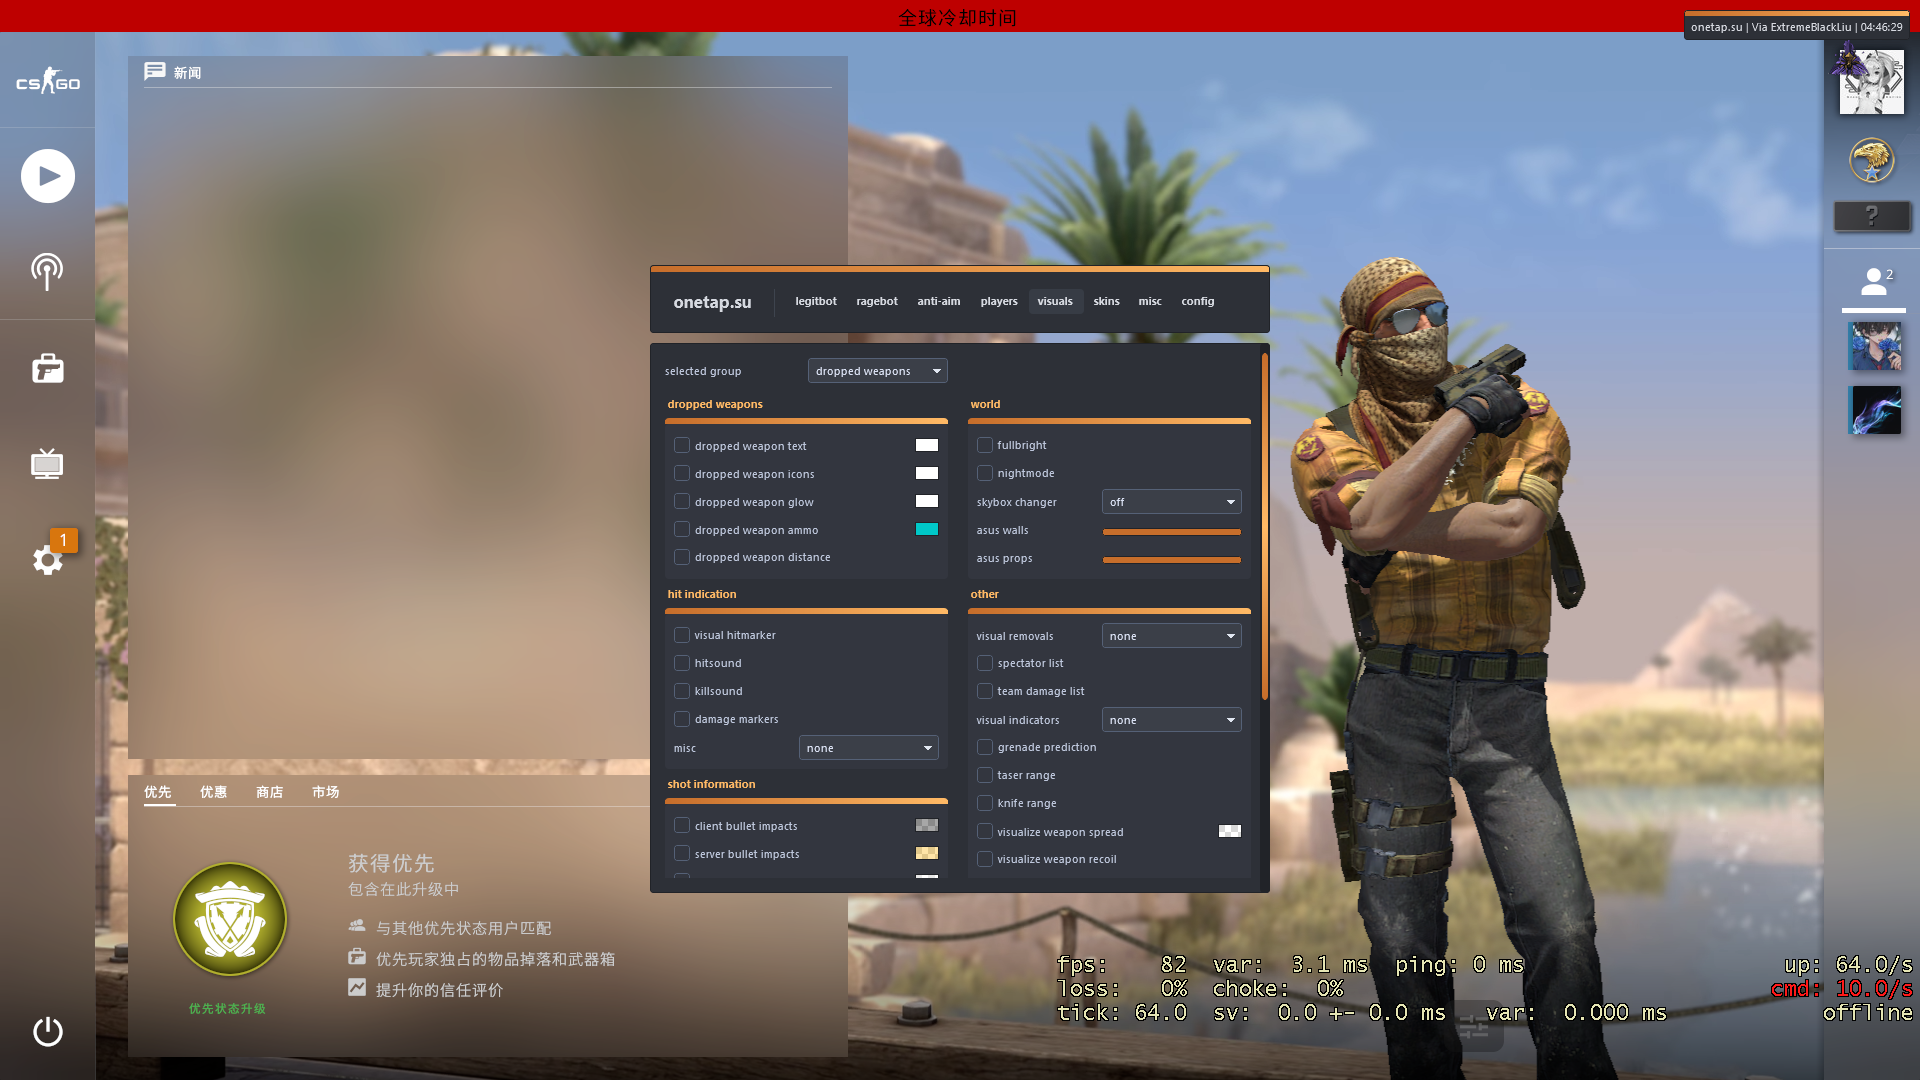 全球冷却时间
onetap.su | Via ExtremeBlackLiu | 04:46:29
CS GO
新闻
?
2
1
onetap.su
legitbot ragebot anti-aim players visuals skins misc config
selected group dropped weapons
dropped weapons
dropped weapon text
dropped weapon icons
dropped weapon glow
dropped weapon ammo
dropped weapon distance
hit indication
visual hitmarker
hitsound
killsound
damage markers
misc none
shot information
client bullet impacts
server bullet impacts
world
fullbright
nightmode
skybox changer off
asus walls
asus props
other
visual removals none
spectator list
team damage list
visual indicators none
grenade prediction
taser range
knife range
visualize weapon spread
visualize weapon recoil
优先 优惠 商店 市场
获得优先
包含在此升级中
与其他优先状态用户匹配
优先玩家独占的物品掉落和武器箱
提升你的信任评价
优先状态升级
fps: 82 var: 3.1 ms ping: 0 ms up: 64.0/s
loss: 0% choke: 0% cmd: 10.0/s
tick: 64.0 sv: 0.0 +- 0.0 ms var: 0.000 ms offline